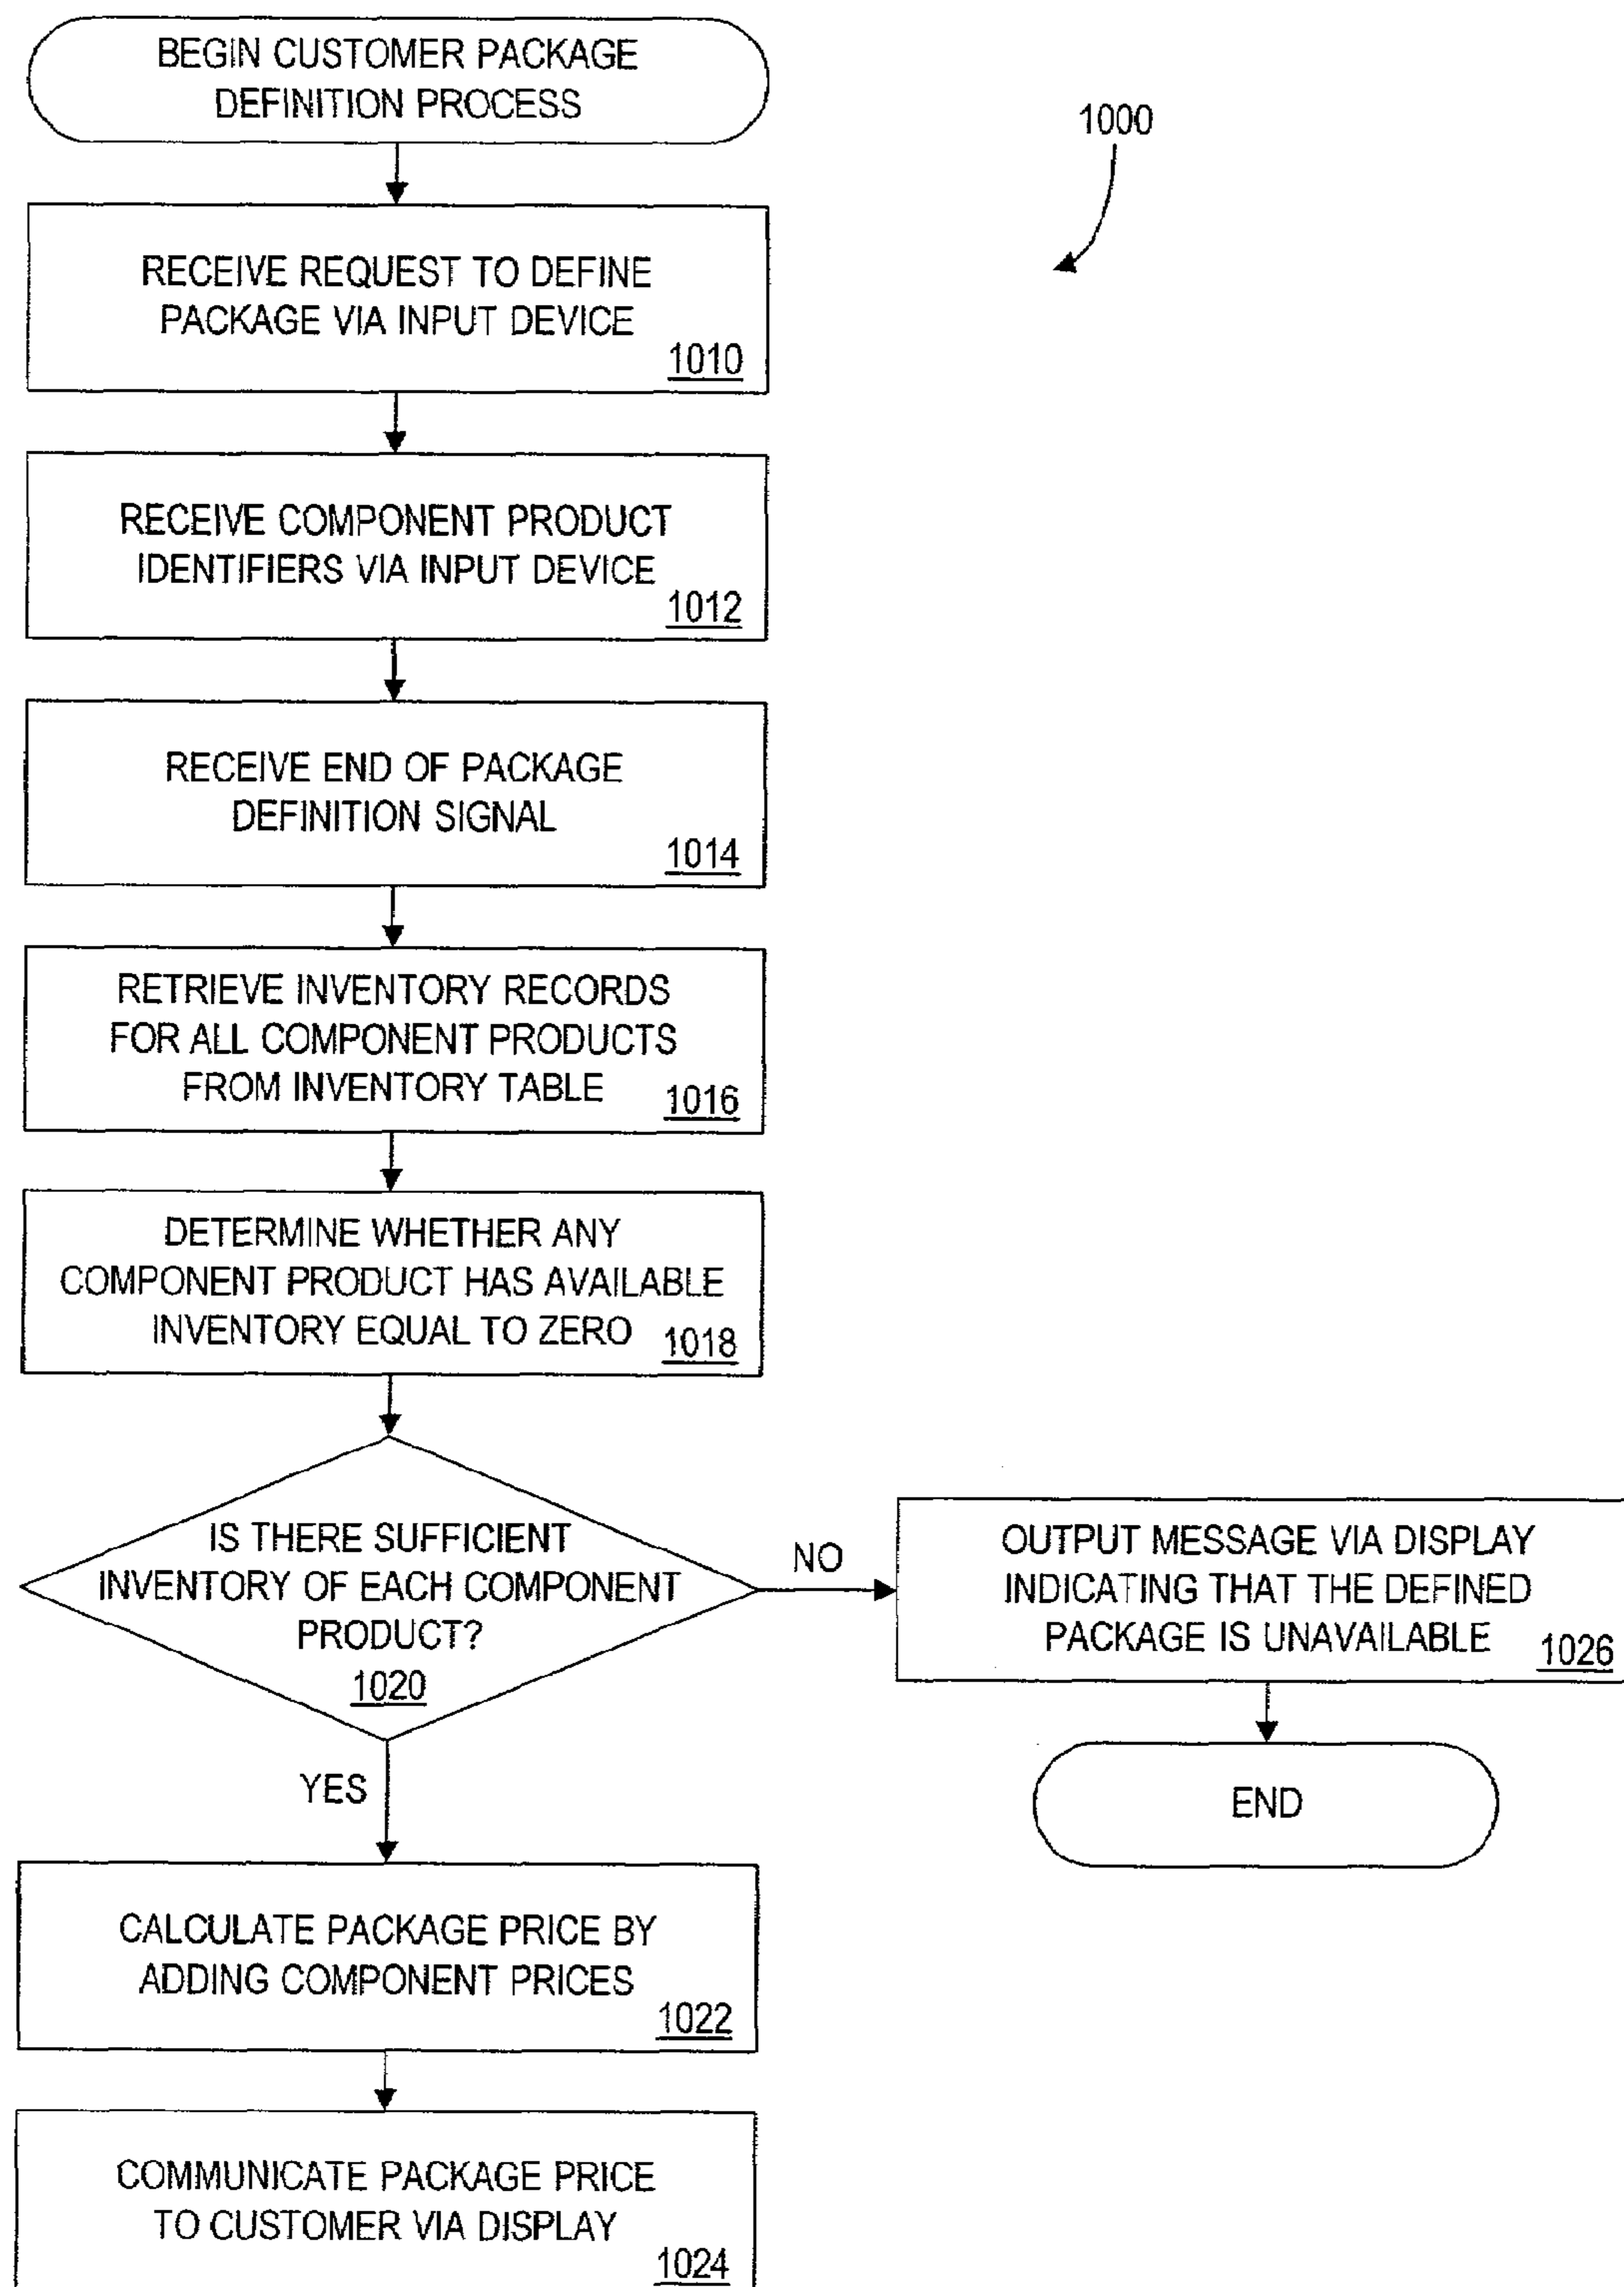 BEGIN CUSTOMER PACKAGE
DEFINITION PROCESS
1000
RECEIVE REQUEST TO DEFINE
PACKAGE VIA INPUT DEVICE
1010
RECEIVE COMPONENT PRODUCT
IDENTIFIERS VIA INPUT DEVICE
1012
RECEIVE END OF PACKAGE
DEFINITION SIGNAL
1014
RETRIEVE INVENTORY RECORDS
FOR ALL COMPONENT PRODUCTS
FROM INVENTORY TABLE
1016
DETERMINE WHETHER ANY
COMPONENT PRODUCT HAS AVAILABLE
INVENTORY EQUAL TO ZERO
1018
IS THERE SUFFICIENT
INVENTORY OF EACH COMPONENT
PRODUCT?
1020
NO
OUTPUT MESSAGE VIA DISPLAY
INDICATING THAT THE DEFINED
PACKAGE IS UNAVAILABLE
1026
END
YES
CALCULATE PACKAGE PRICE BY
ADDING COMPONENT PRICES
1022
COMMUNICATE PACKAGE PRICE
TO CUSTOMER VIA DISPLAY
1024